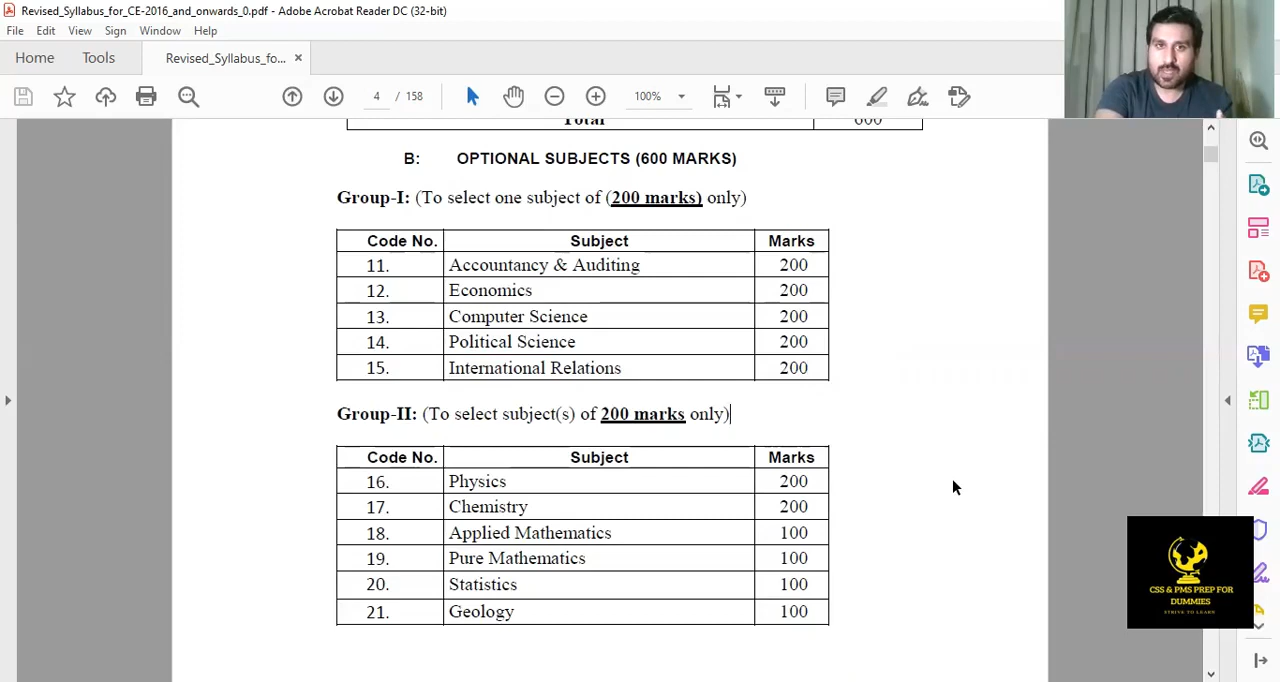 Revised_Syllabus_for_CE-2016_and_onwards_0.pdf - Adobe Acrobat Reader DC (32-bit)
File Edit View Sign Window Help
Home Tools Revised_Syllabus_fo... ×
4 / 158 100%
Total 600
B: OPTIONAL SUBJECTS (600 MARKS)
Group-I: (To select one subject of (200 marks) only)
Code No. Subject Marks
11. Accountancy & Auditing 200
12. Economics 200
13. Computer Science 200
14. Political Science 200
15. International Relations 200
Group-II: (To select subject(s) of 200 marks only)
Code No. Subject Marks
16. Physics 200
17. Chemistry 200
18. Applied Mathematics 100
19. Pure Mathematics 100
20. Statistics 100
21. Geology 100
CSS & PMS PREP FOR
DUMMIES
STRIVE TO LEARN